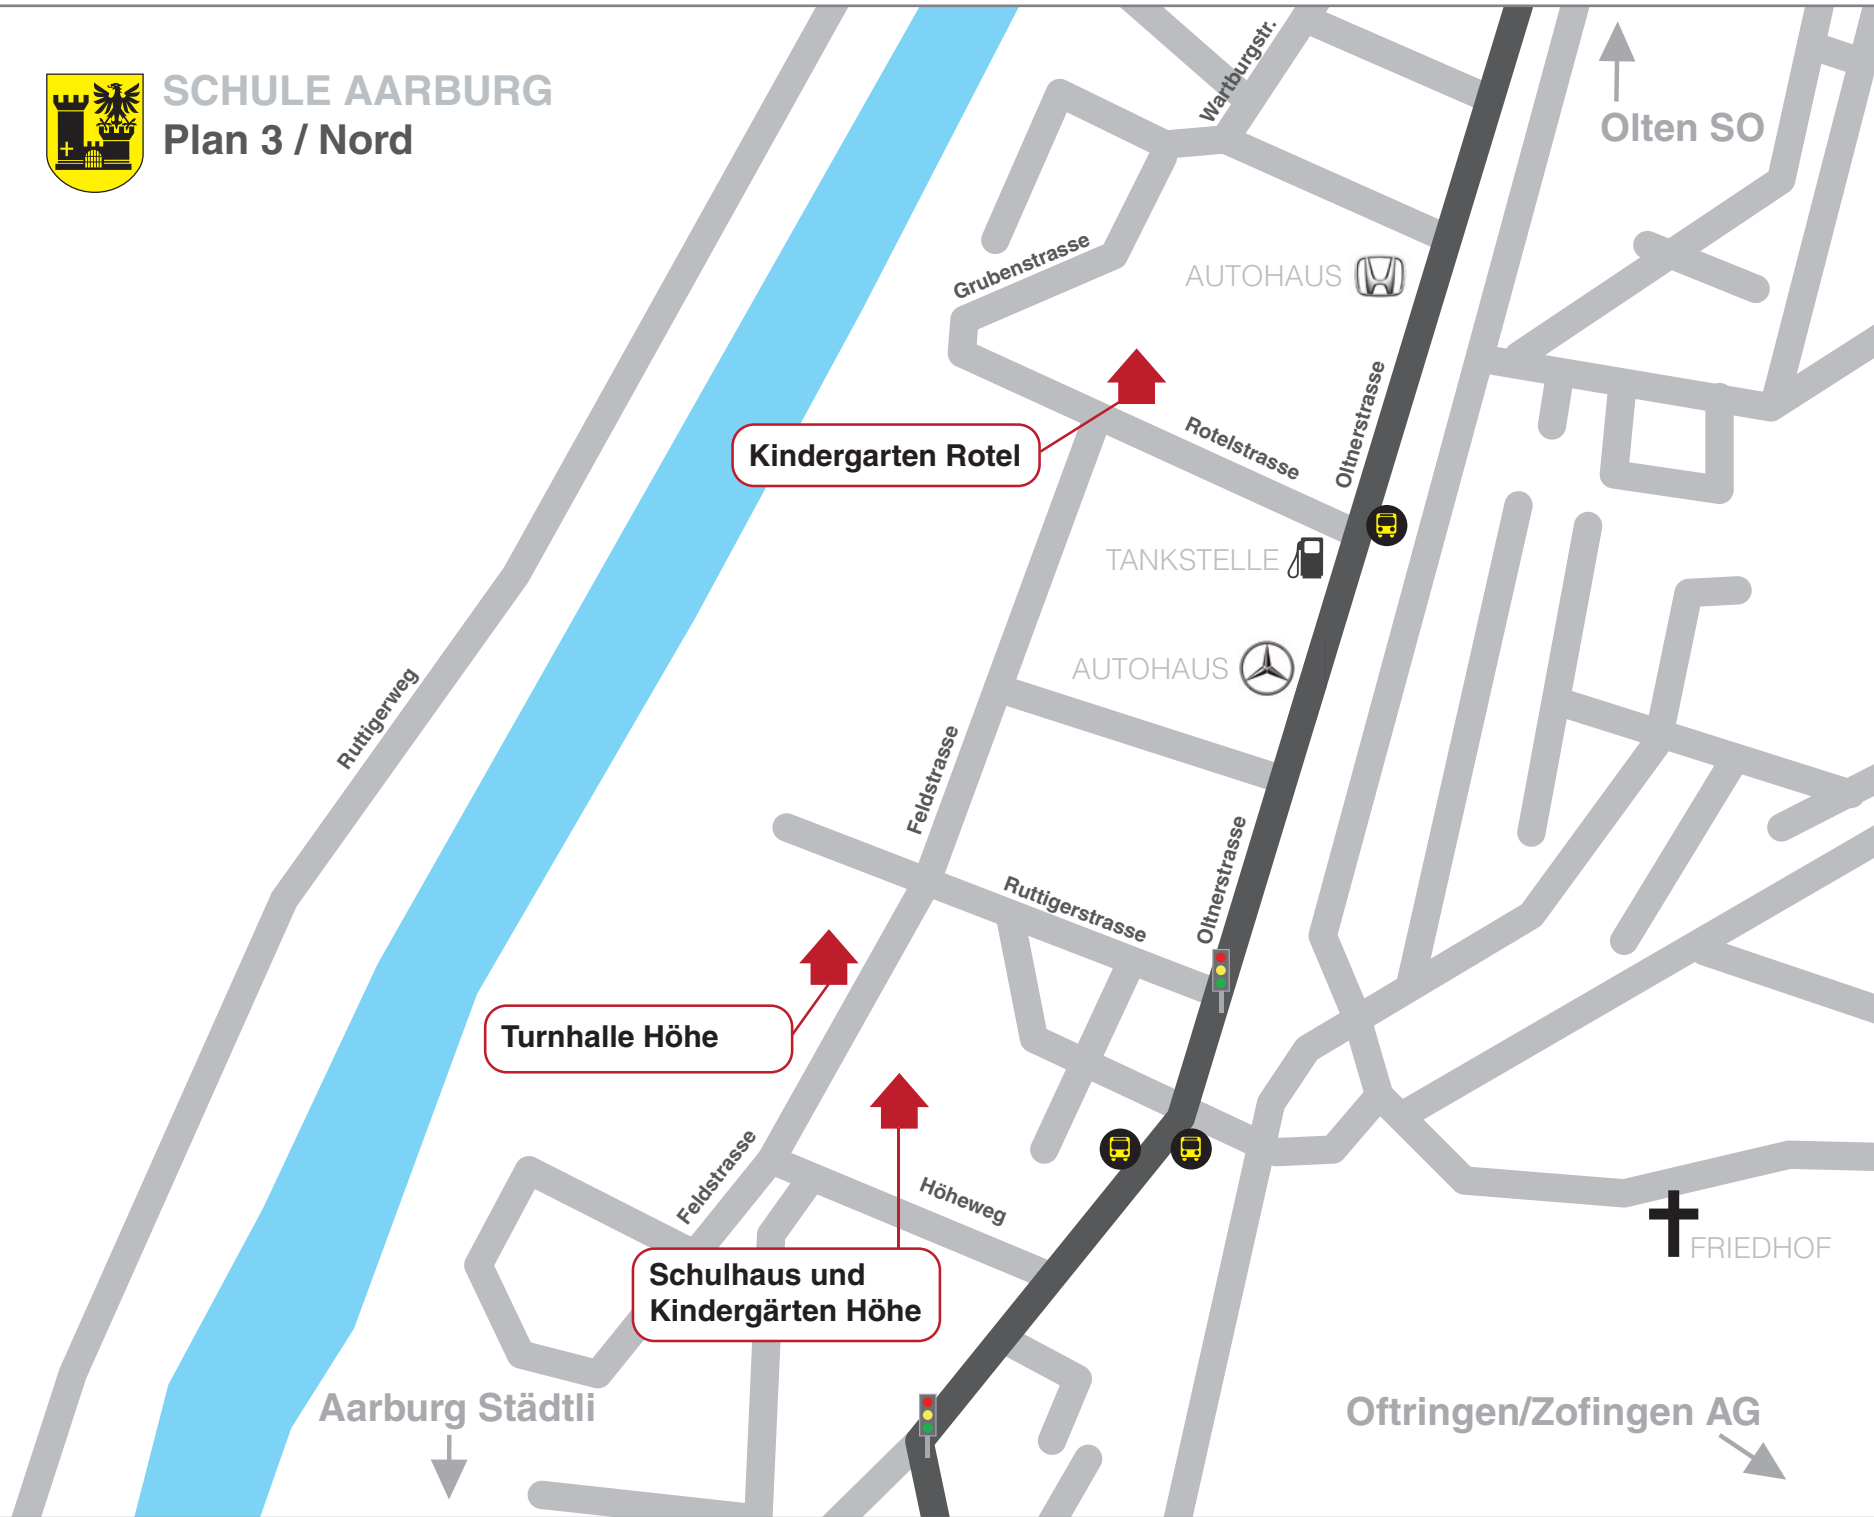 SCHULE AARBURG
Plan 3 / Nord
Wartburgstr.
Olten SO
Grubenstrasse
AUTOHAUS
Oltnerstrasse
Kindergarten Rotel
Rotelstrasse
TANKSTELLE
AUTOHAUS
Ruttigerweg
Feldstrasse
Oltnerstrasse
Ruttigerstrasse
Turnhalle Höhe
Feldstrasse
Höheweg
FRIEDHOF
Schulhaus und
Kindergärten Höhe
Aarburg Städtli
Oftringen/Zofingen AG